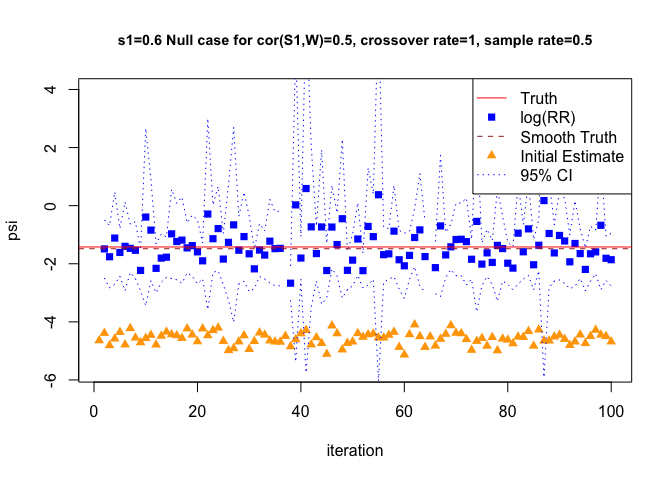 s1=0.6 Null case for cor(S1,W)=0.5, crossover rate=1, sample rate=0.5
Truth
log(RR)
Smooth Truth
Initial Estimate
95% CI
psi
4
2
0
-2
-4
-6
0 20 40 60 80 100
iteration